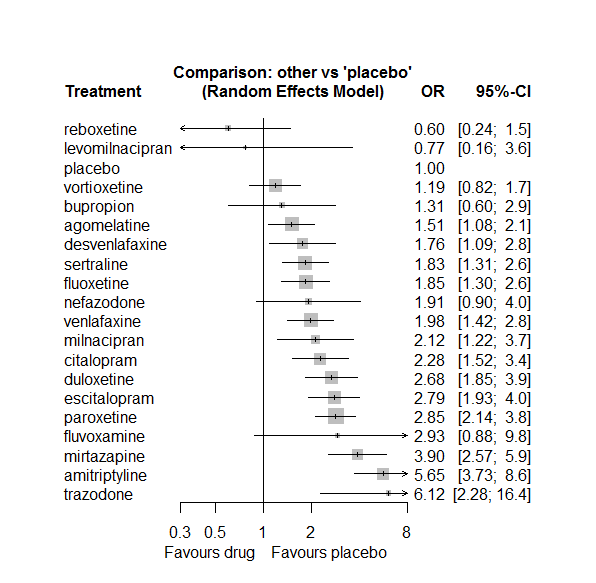 Comparison: other vs 'placebo'
Treatment (Random Effects Model) OR 95%-CI
reboxetine 0.60 [0.24; 1.5]
levomilnacipran 0.77 [0.16; 3.6]
placebo 1.00
vortioxetine 1.19 [0.82; 1.7]
bupropion 1.31 [0.60; 2.9]
agomelatine 1.51 [1.08; 2.1]
desvenlafaxine 1.76 [1.09; 2.8]
sertraline 1.83 [1.31; 2.6]
fluoxetine 1.85 [1.30; 2.6]
nefazodone 1.91 [0.90; 4.0]
venlafaxine 1.98 [1.42; 2.8]
milnacipran 2.12 [1.22; 3.7]
citalopram 2.28 [1.52; 3.4]
duloxetine 2.68 [1.85; 3.9]
escitalopram 2.79 [1.93; 4.0]
paroxetine 2.85 [2.14; 3.8]
fluvoxamine 2.93 [0.88; 9.8]
mirtazapine 3.90 [2.57; 5.9]
amitriptyline 5.65 [3.73; 8.6]
trazodone 6.12 [2.28; 16.4]
0.3 0.5 1 2 8
Favours drug Favours placebo